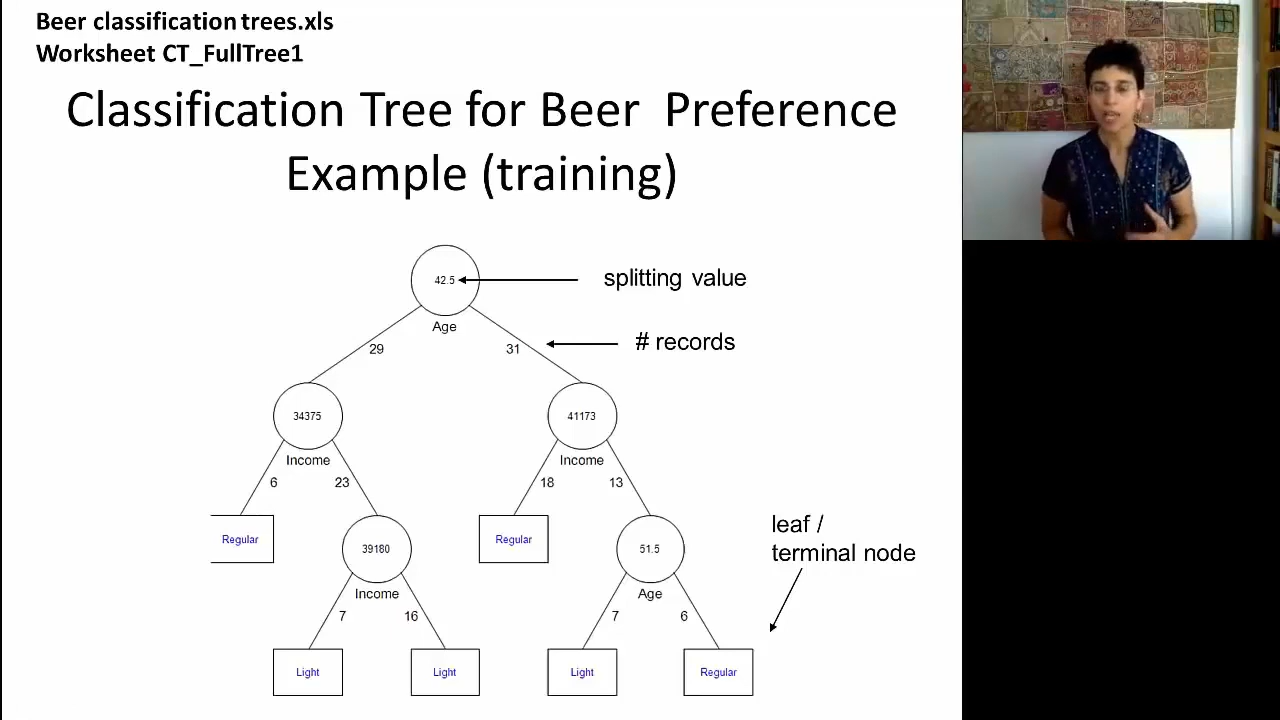 Beer classification trees.xls
Worksheet CT_FullTree1
Classification Tree for Beer Preference
Example (training)
42.5
splitting value
Age
29
31
# records
34375
41173
Income
Income
6
23
18
13
Regular
39180
Regular
51.5
leaf /
terminal node
Income
Age
7
16
7
6
Light
Light
Light
Regular